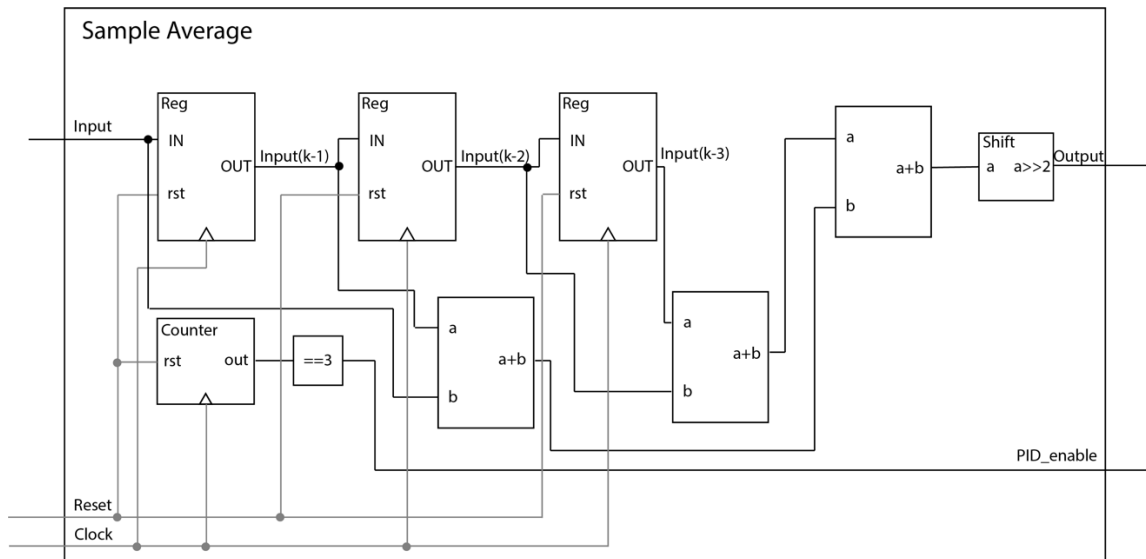 Sample Average
Reg
Reg
Reg
Input
IN
OUT
rst
Input(k-1)
IN
OUT
rst
Input(k-2)
IN
OUT
rst
Input(k-3)
a
b
a+b
Shift
a
a>>2
Output
Counter
rst
out
==3
a
b
a+b
a
b
a+b
PID_enable
Reset
Clock